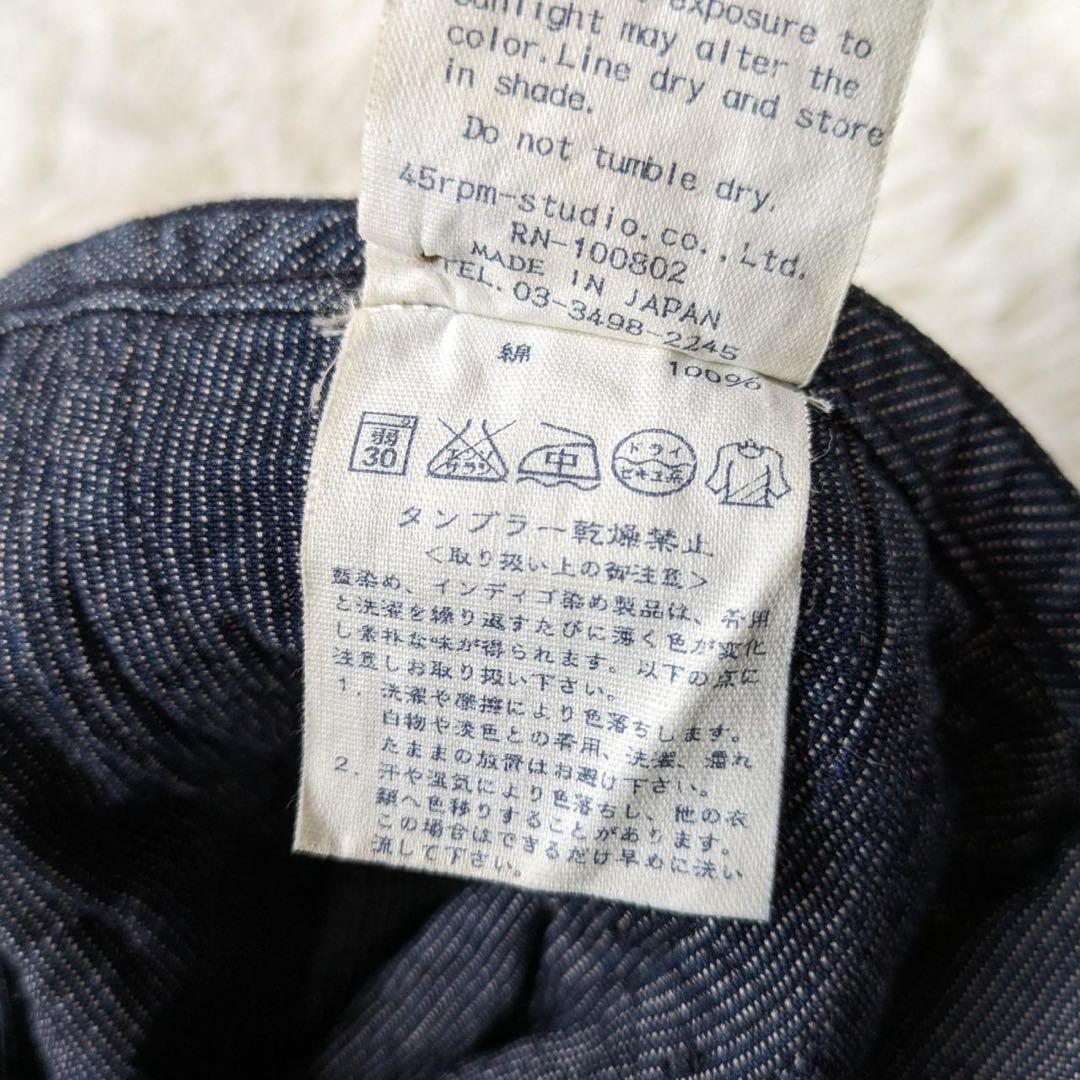 exposure to
sunlight may alter the
color.Line dry and store
in shade.
Do not tumble dry.
45rpm-studio.co.,Ltd.
RN-100802
MADE IN JAPAN
TEL.03-3498-2245
綿 100%
弱
30
エンソ
サラシ
中
ドライ
セキユ系
タンブラー乾燥禁止
<取り扱い上の御注意>
藍染め、インディゴ染め製品は、着用
と洗濯を繰り返すたびに薄く色が変化
し素朴な味が得られます。以下の点に
注意しお取り扱い下さい。
1. 洗濯や摩擦により色落ちします。
白物や淡色との着用、洗濯、濡れ
たままの放置はお避け下さい。
2. 汗や湿気により色落ちし、他の衣
類へ色移りすることがあります。
この場合はできるだけ早めに洗い
流して下さい。